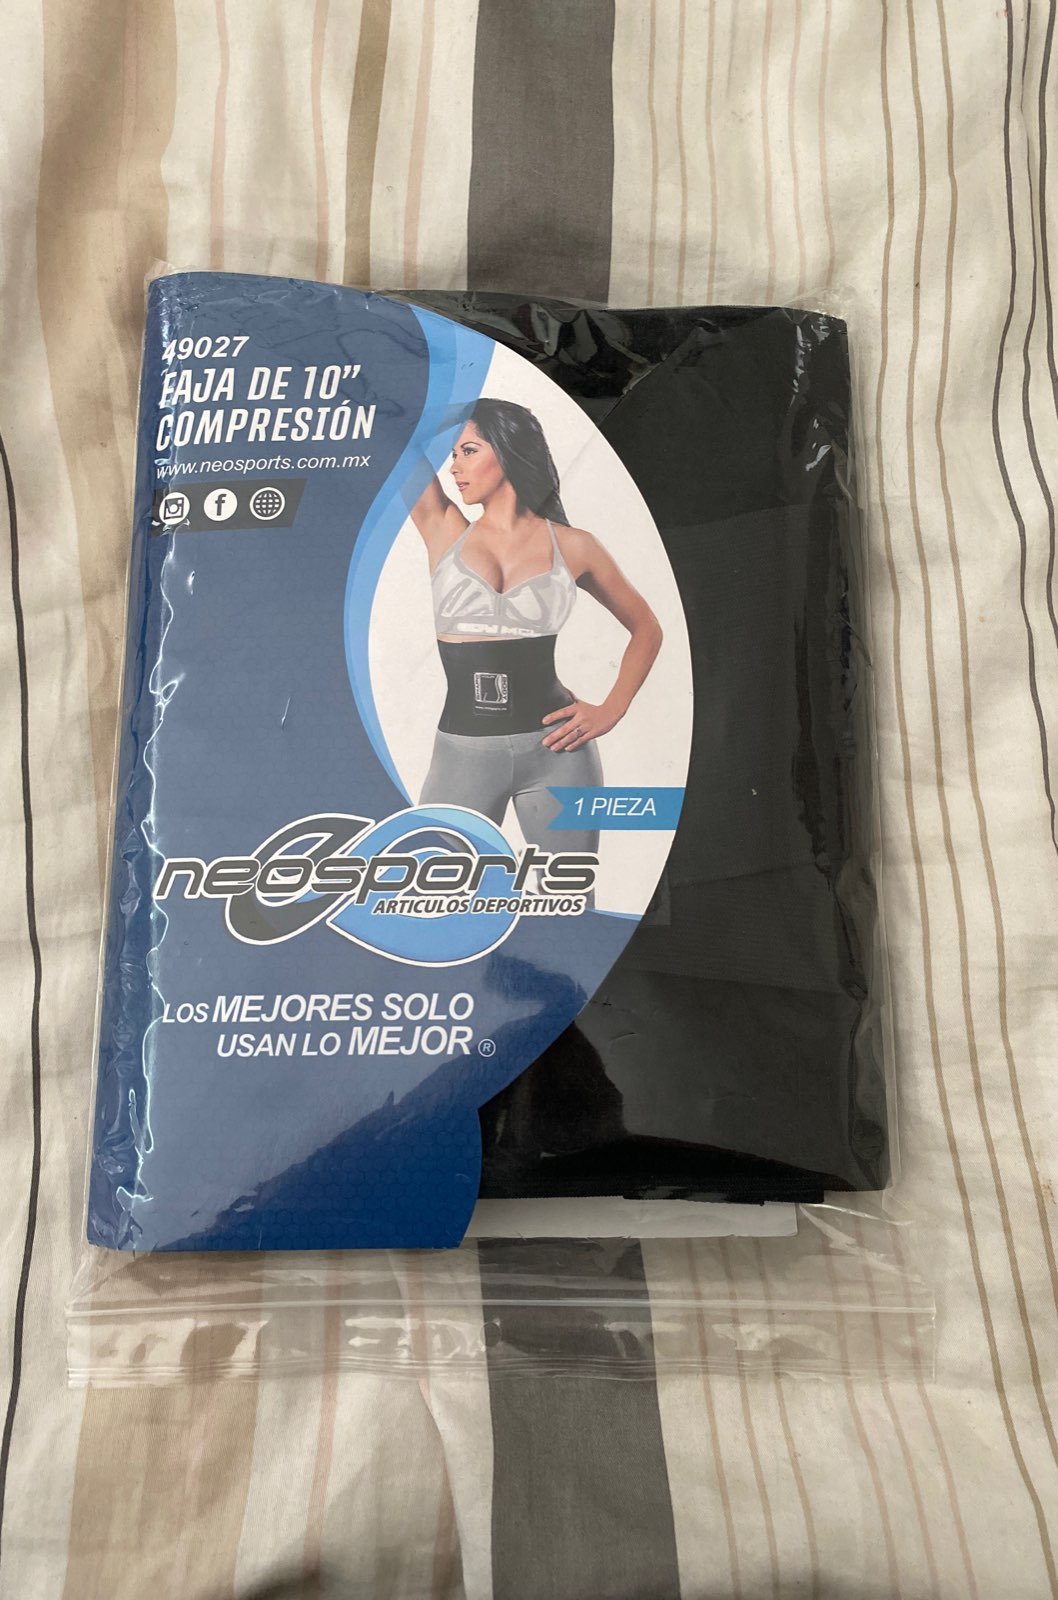 49027
FAJA DE 10”
COMPRESIÓN
www.neosports.com.mx
f
1 PIEZA
neosports
ARTICULOS DEPORTIVOS
LOS MEJORES SOLO
USAN LO MEJOR ®